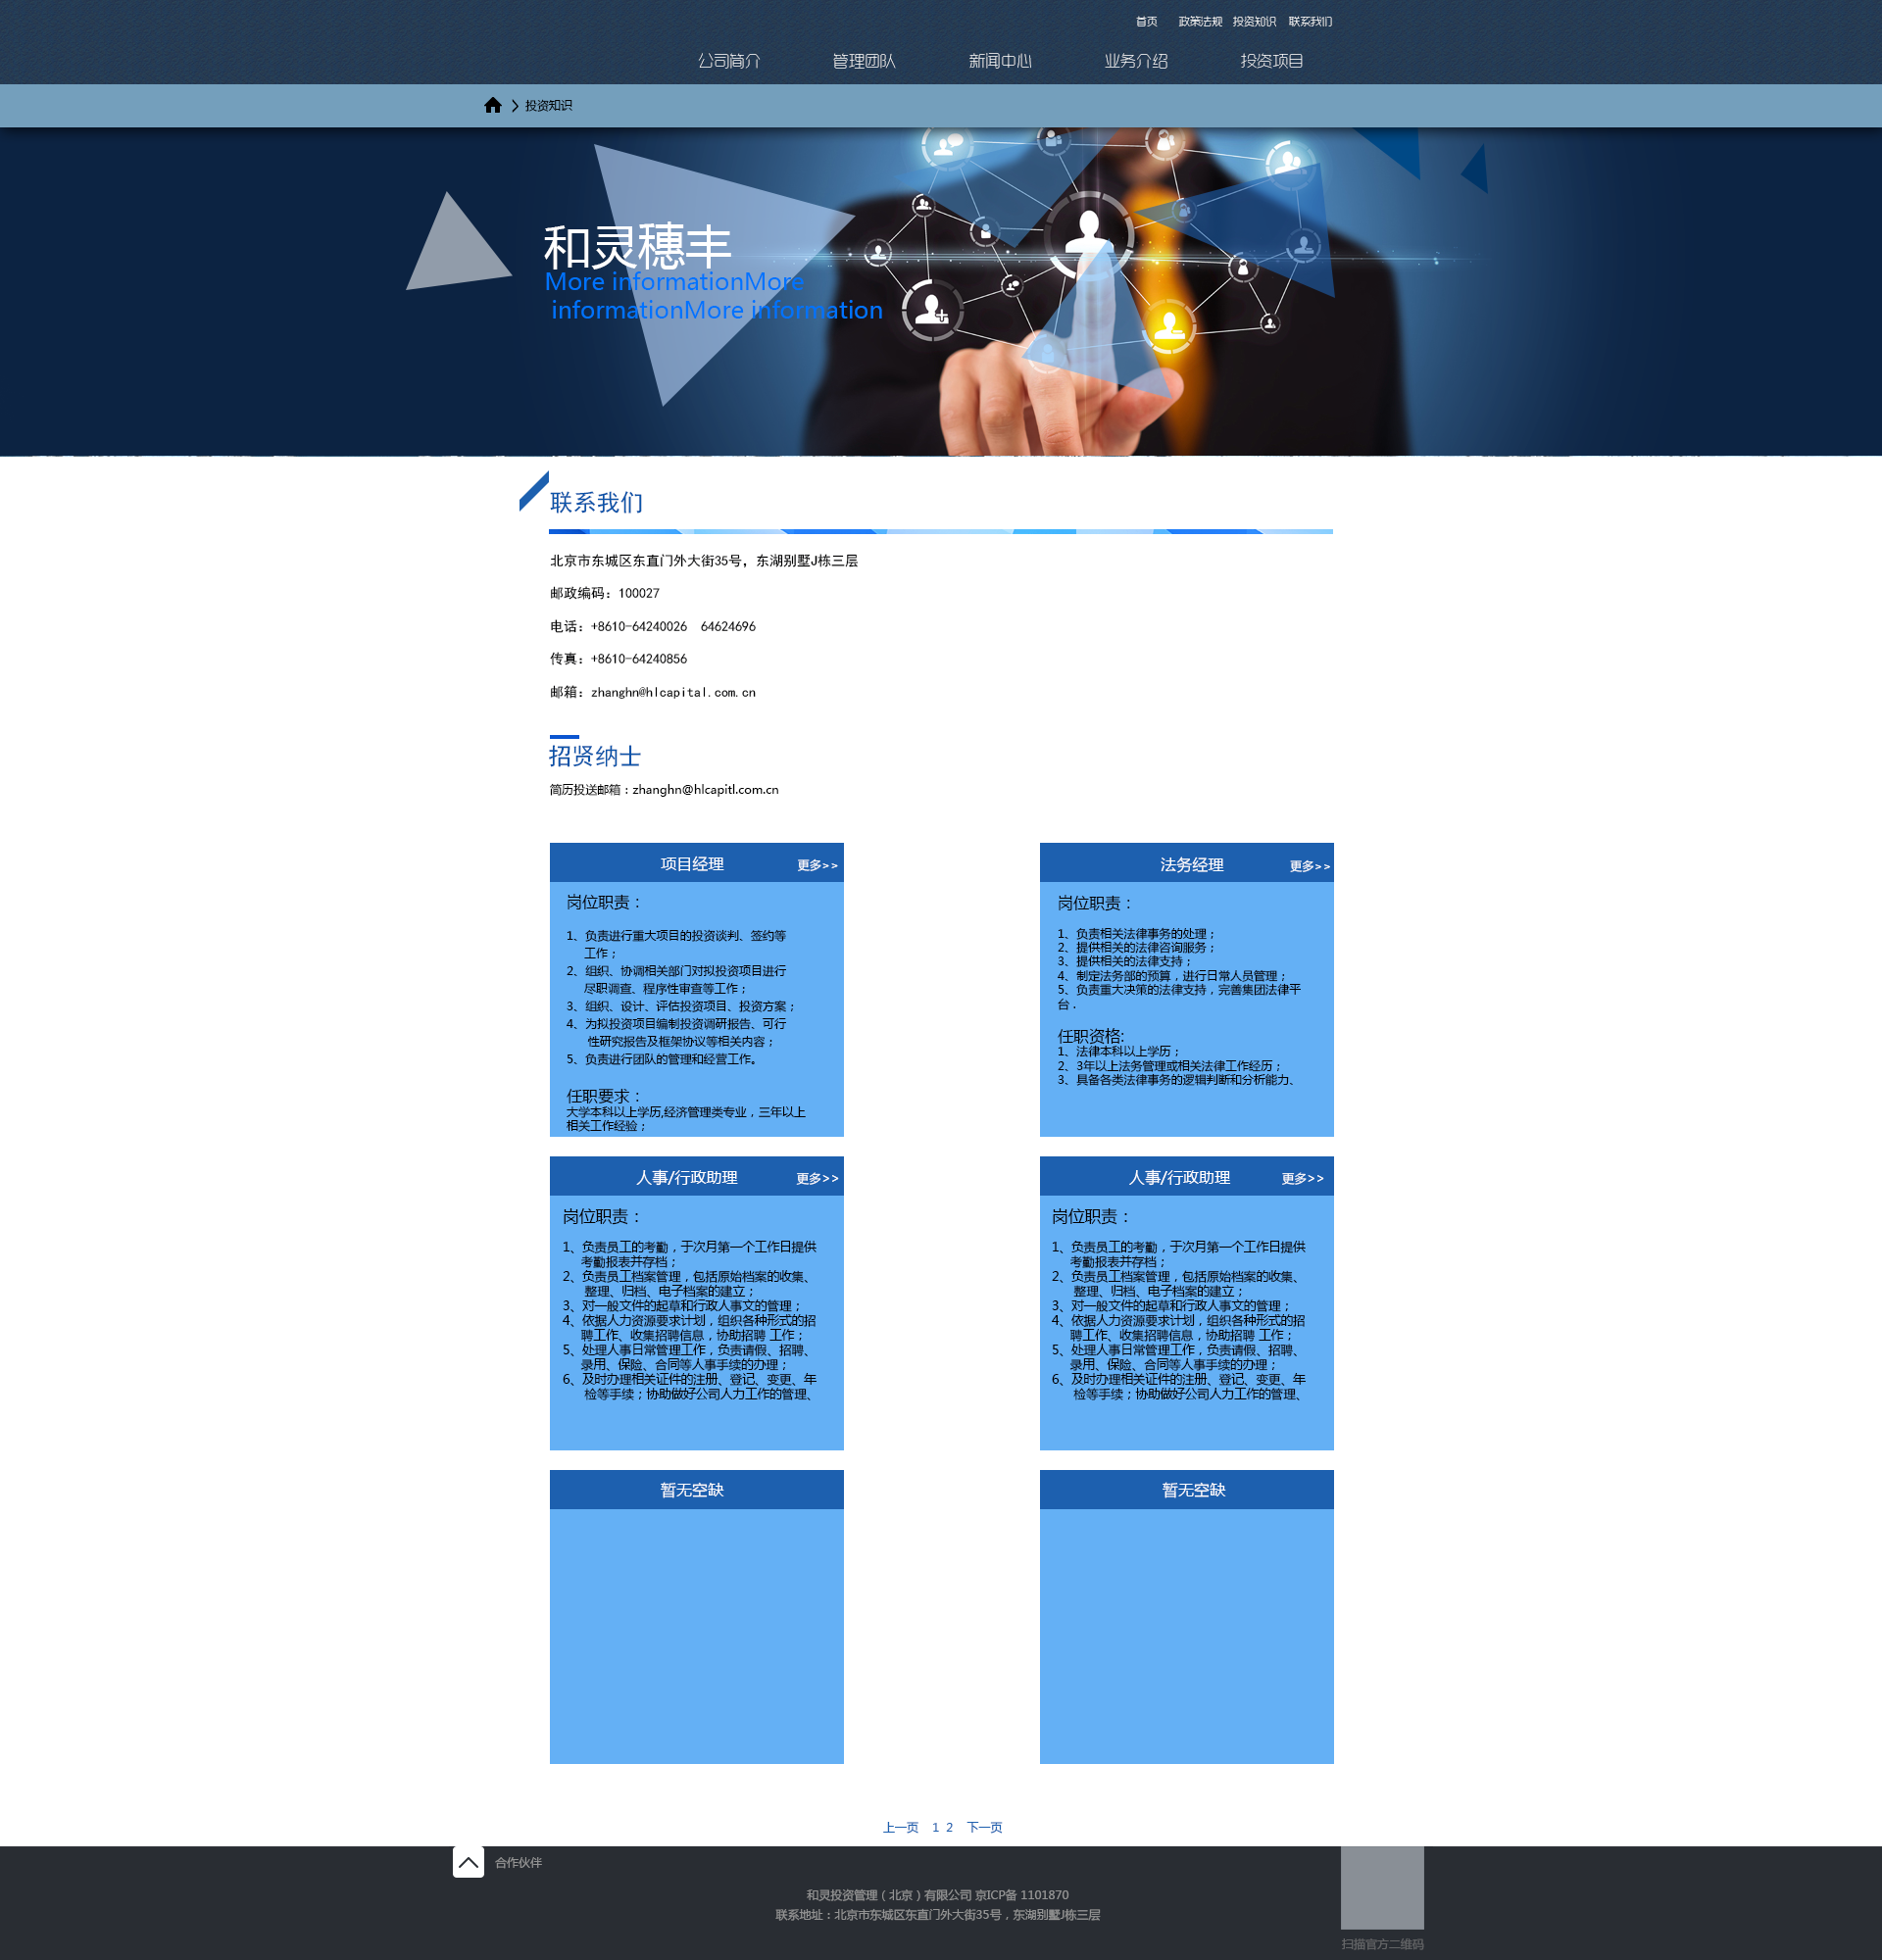 首页 政策法规 投资知识 联系我们
公司简介 管理团队 新闻中心 业务介绍 投资项目
投资知识
和灵穗丰
More informationMore
informationMore information
联系我们
北京市东城区东直门外大街35号，东湖别墅J栋三层
邮政编码：100027
电话：+8610-64240026 64624696
传真：+8610-64240856
邮箱：zhanghn@hlcapital.com.cn
招贤纳士
简历投送邮箱：zhanghn@hlcapitl.com.cn
项目经理 更多>>
岗位职责：
1、负责进行重大项目的投资谈判、签约等
工作；
2、组织、协调相关部门对拟投资项目进行
尽职调查、程序性审查等工作；
3、组织、设计、评估投资项目、投资方案；
4、为拟投资项目编制投资调研报告、可行
性研究报告及框架协议等相关内容；
5、负责进行团队的管理和经营工作。
任职要求：
大学本科以上学历,经济管理类专业，三年以上
相关工作经验；
法务经理 更多>>
岗位职责：
1、负责相关法律事务的处理；
2、提供相关的法律咨询服务；
3、提供相关的法律支持；
4、制定法务部的预算，进行日常人员管理；
5、负责重大决策的法律支持，完善集团法律平
台．
任职资格:
1、法律本科以上学历；
2、3年以上法务管理或相关法律工作经历；
3、具备各类法律事务的逻辑判断和分析能力、
人事/行政助理 更多>>
岗位职责：
1、负责员工的考勤，于次月第一个工作日提供
考勤报表并存档；
2、负责员工档案管理，包括原始档案的收集、
整理、归档、电子档案的建立；
3、对一般文件的起草和行政人事文的管理；
4、依据人力资源要求计划，组织各种形式的招
聘工作、收集招聘信息，协助招聘 工作；
5、处理人事日常管理工作，负责请假、招聘、
录用、保险、合同等人事手续的办理；
6、及时办理相关证件的注册、登记、变更、年
检等手续；协助做好公司人力工作的管理、
人事/行政助理 更多>>
岗位职责：
1、负责员工的考勤，于次月第一个工作日提供
考勤报表并存档；
2、负责员工档案管理，包括原始档案的收集、
整理、归档、电子档案的建立；
3、对一般文件的起草和行政人事文的管理；
4、依据人力资源要求计划，组织各种形式的招
聘工作、收集招聘信息，协助招聘 工作；
5、处理人事日常管理工作，负责请假、招聘、
录用、保险、合同等人事手续的办理；
6、及时办理相关证件的注册、登记、变更、年
检等手续；协助做好公司人力工作的管理、
暂无空缺
暂无空缺
上一页 1 2 下一页
合作伙伴
和灵投资管理（北京）有限公司 京ICP备 1101870
联系地址：北京市东城区东直门外大街35号，东湖别墅J栋三层
扫描官方二维码